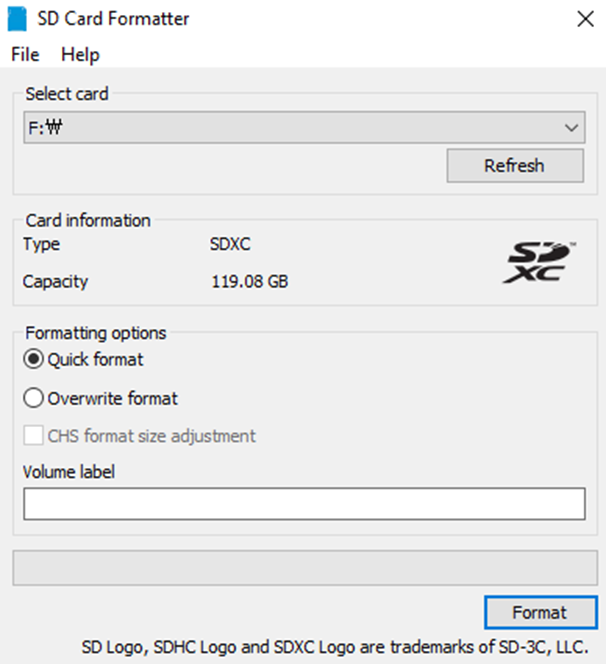 SD Card Formatter
File Help
Select card
F:₩
Refresh
Card information
Type SDXC
Capacity 119.08 GB
SD XC™
Formatting options
Quick format
Overwrite format
CHS format size adjustment
Volume label
Format
SD Logo, SDHC Logo and SDXC Logo are trademarks of SD-3C, LLC.